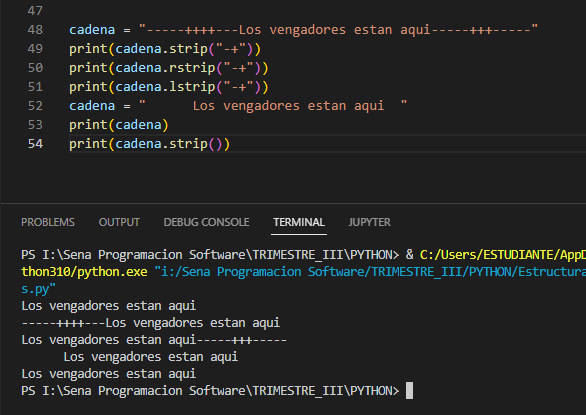 47
48 cadena = "-----++++---Los vengadores estan aqui-----+++-----"
49 print(cadena.strip("-+"))
50 print(cadena.rstrip("-+"))
51 print(cadena.lstrip("-+"))
52 cadena = "      Los vengadores estan aqui  "
53 print(cadena)
54 print(cadena.strip())
PROBLEMS OUTPUT DEBUG CONSOLE TERMINAL JUPYTER
PS I:\Sena Programacion Software\TRIMESTRE_III\PYTHON> & C:/Users/ESTUDIANTE/AppD
thon310/python.exe "i:/Sena Programacion Software/TRIMESTRE_III/PYTHON/Estructura
s.py"
Los vengadores estan aqui
-----++++---Los vengadores estan aqui
Los vengadores estan aqui-----+++-----
      Los vengadores estan aqui
Los vengadores estan aqui
PS I:\Sena Programacion Software\TRIMESTRE_III\PYTHON>